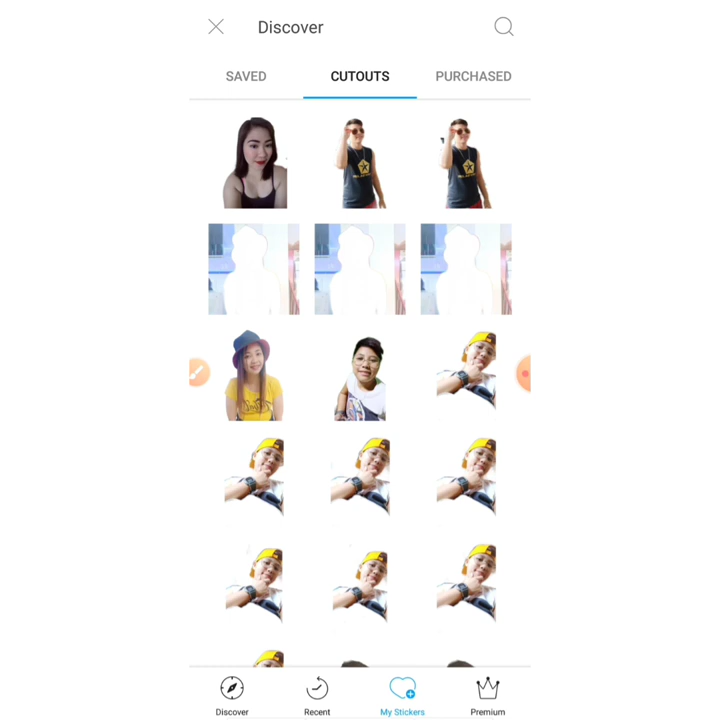 Discover
SAVED CUTOUTS PURCHASED
Discover Recent My Stickers Premium